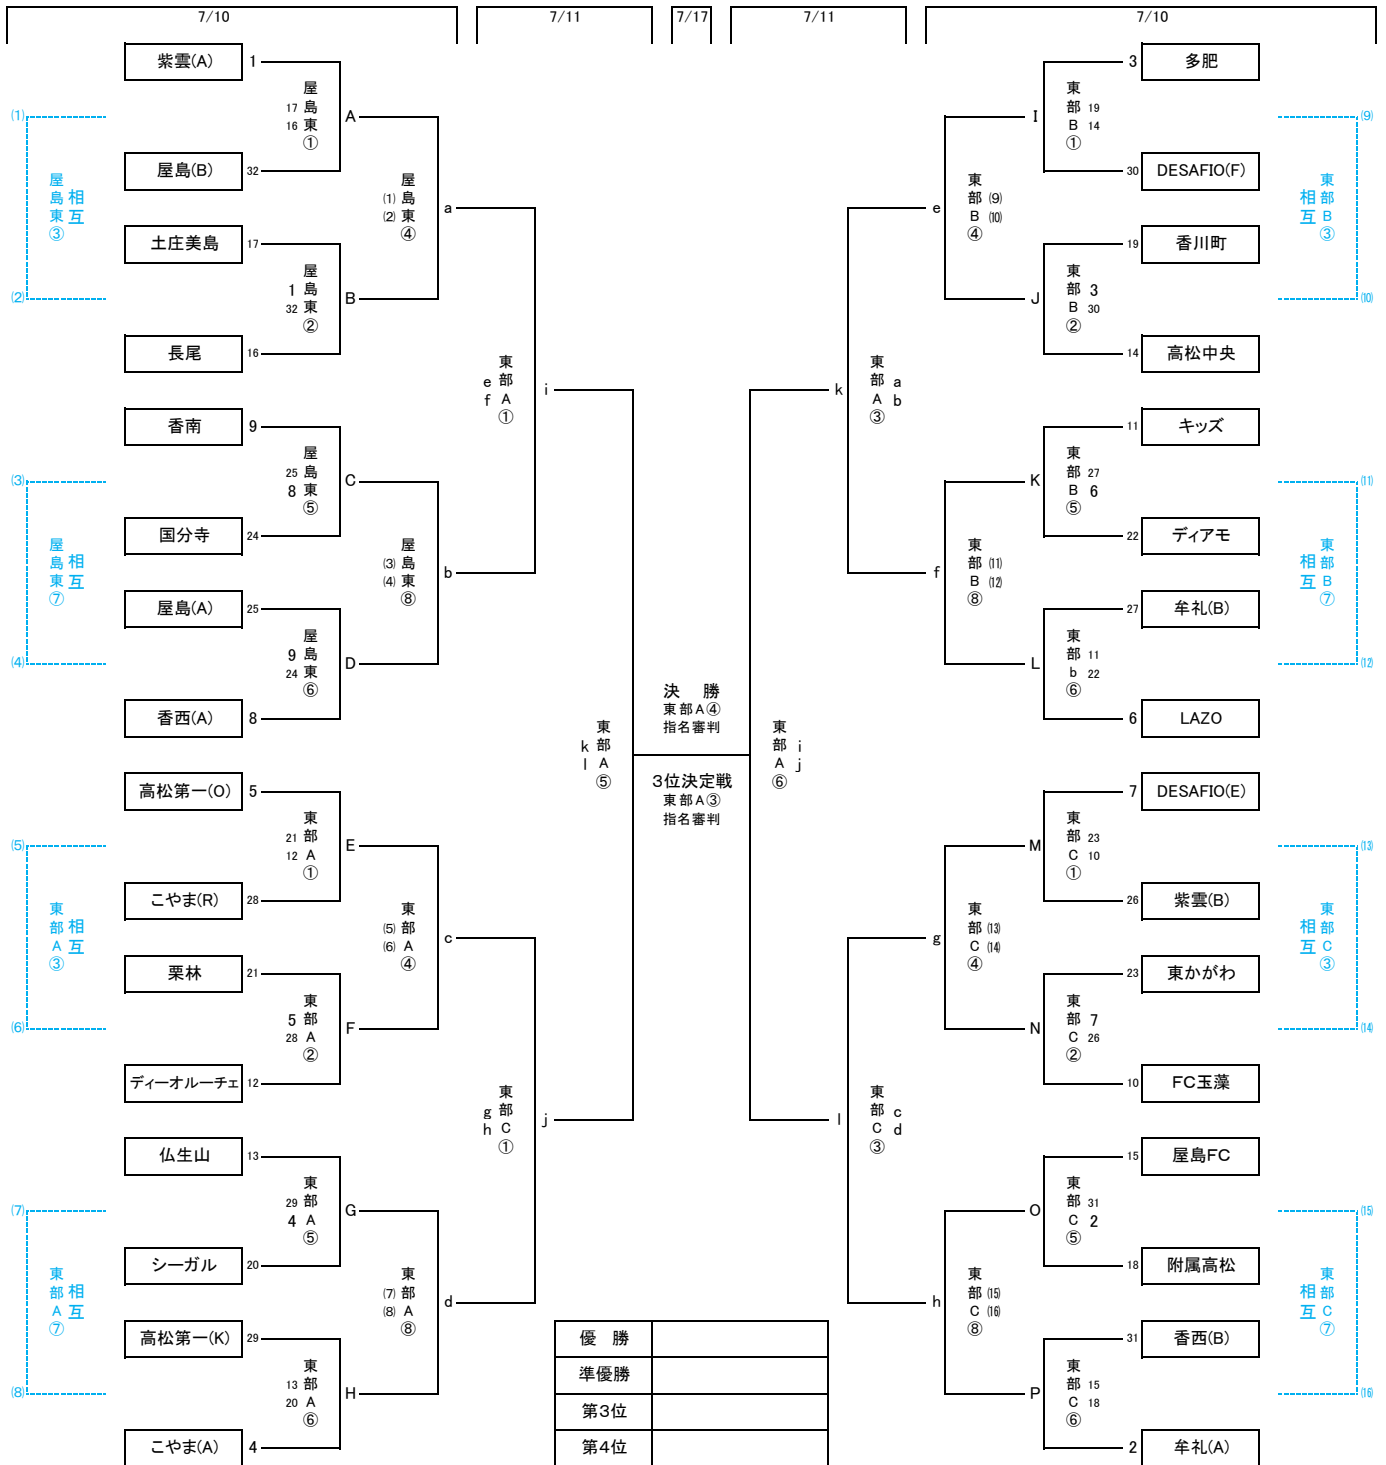 7/10
7/11
7/17
7/11
7/10
紫雲(A) 1
屋島東① 17 16
A
(1)
屋島(B) 32
屋島東③ 相互
屋島東④ (1) (2)
a
土庄美島 17
屋島東② 1 32
B
(2)
長尾 16
東部A① e f
i
香南 9
屋島東⑤ 25 8
C
(3)
国分寺 24
屋島東⑦ 相互
屋島東⑧ (3) (4)
b
屋島(A) 25
屋島東⑥ 9 24
D
(4)
香西(A) 8
東部A⑤ k l
高松第一(O) 5
東部A① 21 12
E
(5)
こやま(R) 28
東部A③ 相互
東部A④ (5) (6)
c
栗林 21
東部A② 5 28
F
(6)
ディーオルーチェ 12
東部C① g h
j
仏生山 13
東部A⑤ 29 4
G
(7)
シーガル 20
東部A⑦ 相互
東部A⑧ (7) (8)
d
高松第一(K) 29
東部A⑥ 13 20
H
(8)
こやま(A) 4
決 勝
東部A④
指名審判
3位決定戦
東部A③
指名審判
3 多肥
東部B① 19 14
I
(9)
30 DESAFIO(F)
東部B③ 相互
東部B④ (9) (10)
e
19 香川町
東部B② 3 30
J
(10)
14 高松中央
東部A③ a b
k
11 キッズ
東部B⑤ 27 6
K
(11)
22 ディアモ
東部B⑦ 相互
東部B⑧ (11) (12)
f
27 牟礼(B)
東部b⑥ 11 22
L
(12)
6 LAZO
東部A⑥ i j
7 DESAFIO(E)
東部C① 23 10
M
(13)
26 紫雲(B)
東部C③ 相互
東部C④ (13) (14)
g
23 東かがわ
東部C② 7 26
N
(14)
10 FC玉藻
東部C③ c d
l
15 屋島FC
東部C⑤ 31 2
O
(15)
18 附属高松
東部C⑦ 相互
東部C⑧ (15) (16)
h
31 香西(B)
東部C⑥ 15 18
P
(16)
2 牟礼(A)
優 勝
準優勝
第3位
第4位